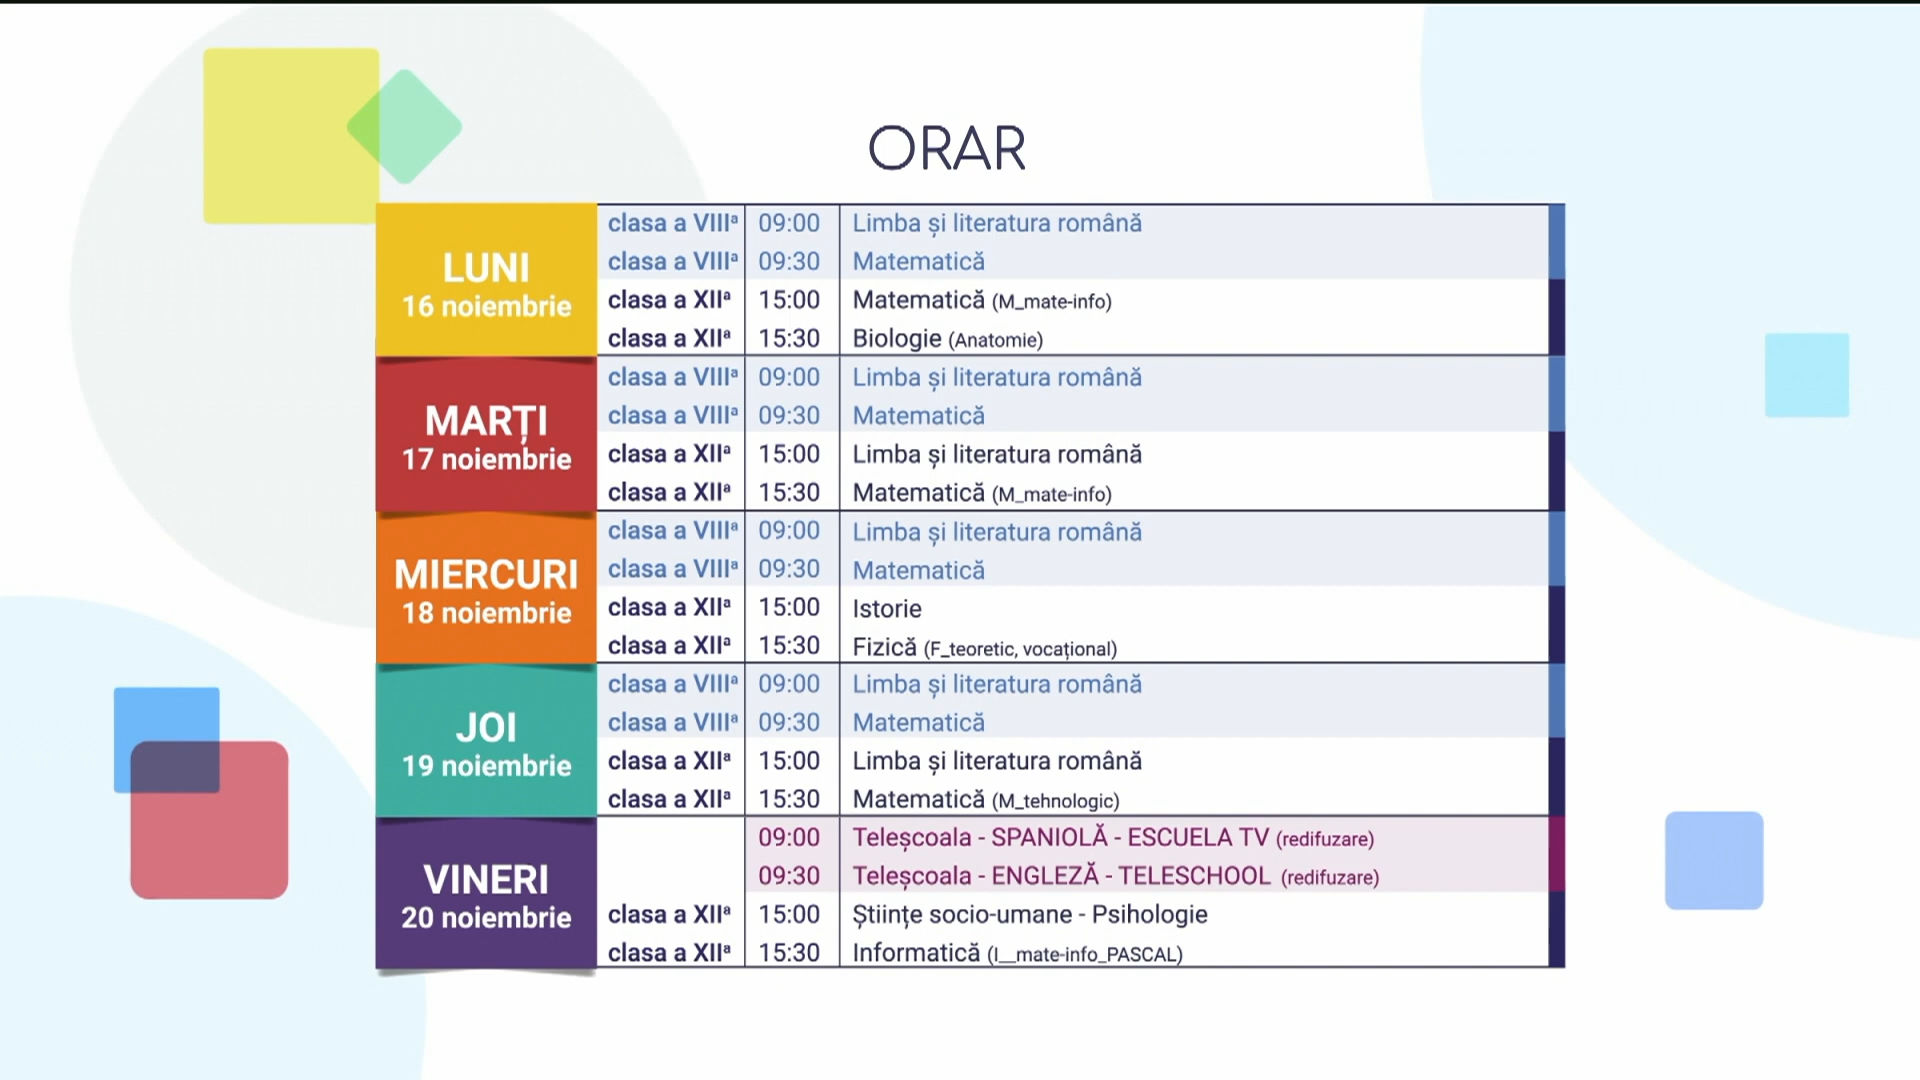 ORAR
LUNI
16 noiembrie
clasa a VIIIª 09:00 Limba și literatura română
clasa a VIIIª 09:30 Matematică
clasa a XIIª 15:00 Matematică (M_mate-info)
clasa a XIIª 15:30 Biologie (Anatomie)
MARȚI
17 noiembrie
clasa a VIIIª 09:00 Limba și literatura română
clasa a VIIIª 09:30 Matematică
clasa a XIIª 15:00 Limba și literatura română
clasa a XIIª 15:30 Matematică (M_mate-info)
MIERCURI
18 noiembrie
clasa a VIIIª 09:00 Limba și literatura română
clasa a VIIIª 09:30 Matematică
clasa a XIIª 15:00 Istorie
clasa a XIIª 15:30 Fizică (F_teoretic, vocațional)
JOI
19 noiembrie
clasa a VIIIª 09:00 Limba și literatura română
clasa a VIIIª 09:30 Matematică
clasa a XIIª 15:00 Limba și literatura română
clasa a XIIª 15:30 Matematică (M_tehnologic)
VINERI
20 noiembrie
09:00 Teleșcoala - SPANIOLĂ - ESCUELA TV (redifuzare)
09:30 Teleșcoala - ENGLEZĂ - TELESCHOOL (redifuzare)
clasa a XIIª 15:00 Științe socio-umane - Psihologie
clasa a XIIª 15:30 Informatică (I__mate-info_PASCAL)